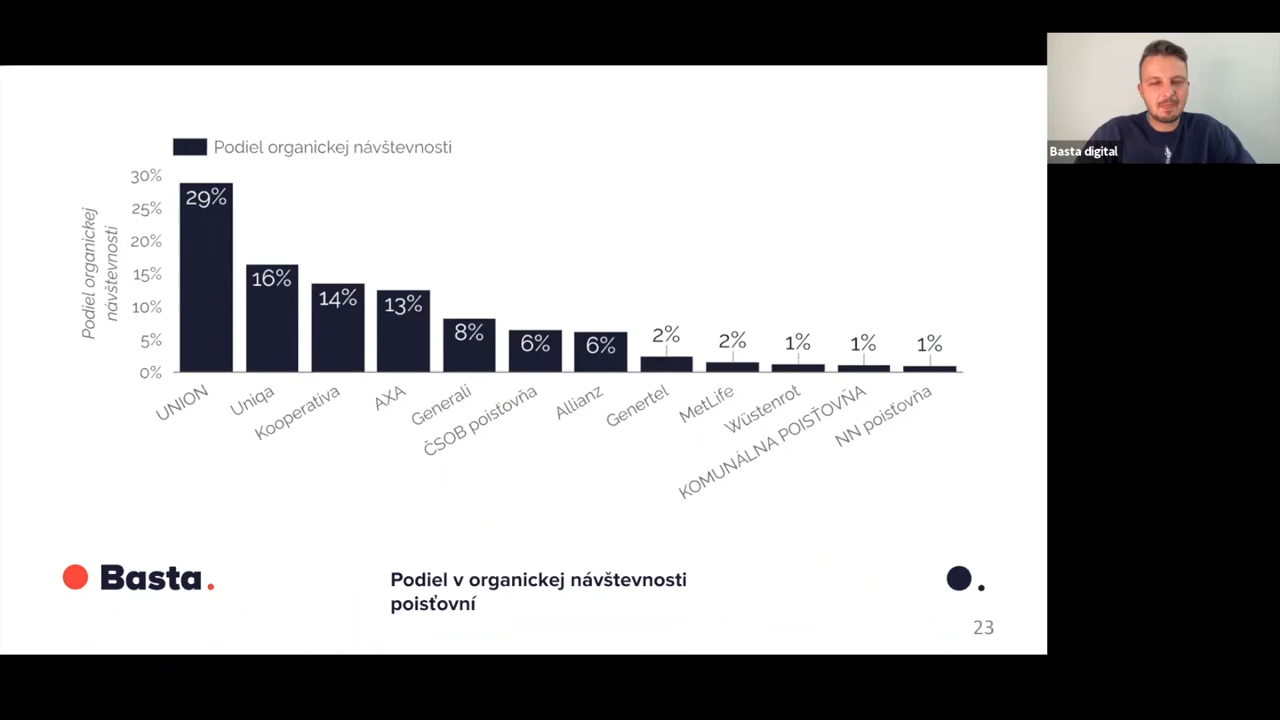 Podiel organickej návštevnosti
Podiel organickej
návštevnosti
30%
25%
20%
15%
10%
5%
0%
29%
16%
14%
13%
8%
6%
6%
2%
2%
1%
1%
1%
UNION
Uniqa
Kooperativa
AXA
Generali
ČSOB poisťovňa
Allianz
Genertel
MetLife
Wüstenrot
KOMUNÁLNA POISŤOVŇA
NN poisťovňa
Basta.
Podiel v organickej návštevnosti
poisťovní
23
Basta digital